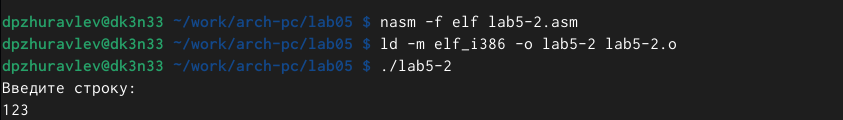 dpzhuravlev@dk3n33 ~/work/arch-pc/lab05 $ nasm -f elf lab5-2.asm
dpzhuravlev@dk3n33 ~/work/arch-pc/lab05 $ ld -m elf_i386 -o lab5-2 lab5-2.o
dpzhuravlev@dk3n33 ~/work/arch-pc/lab05 $ ./lab5-2
Введите строку:
123